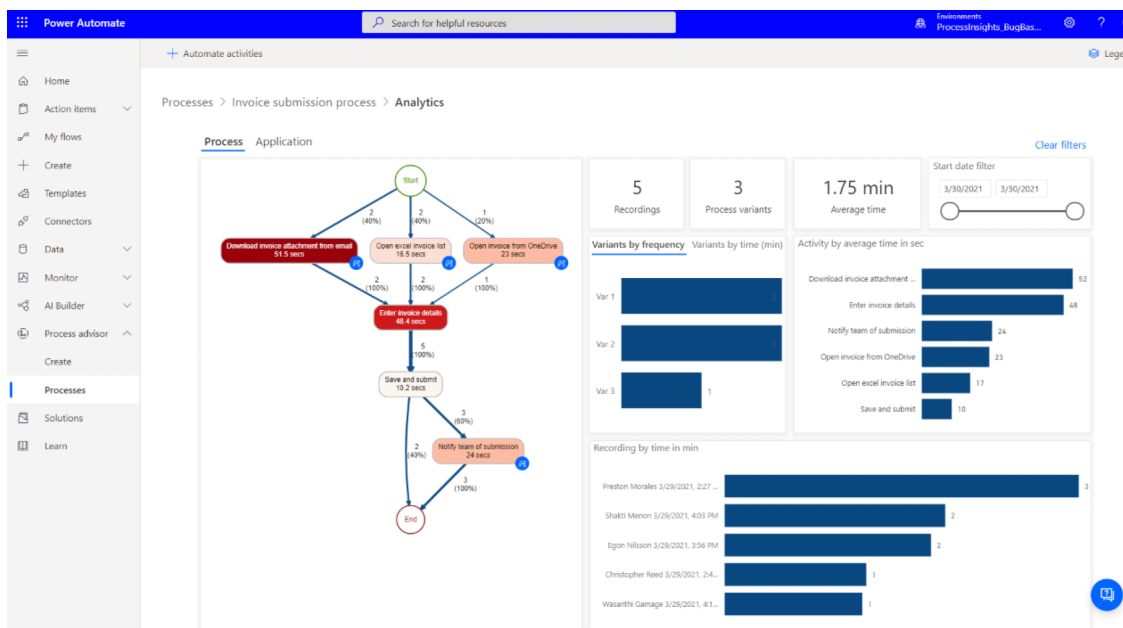 Power Automate
Search for helpful resources
Environments
ProcessInsights_BugBas...
?
Automate activities
Lege
Home
Action items
My flows
Create
Templates
Connectors
Data
Monitor
AI Builder
Process advisor
Create
Processes
Solutions
Learn
Processes > Invoice submission process > Analytics
Process Application
Clear filters
Start
2
(40%)
2
(40%)
1
(20%)
Download invoice attachment from email
51.5 secs
Open excel invoice list
16.5 secs
Open invoice from OneDrive
23 secs
2
(100%)
2
(100%)
1
(100%)
Enter invoice details
48.4 secs
5
(100%)
Save and submit
10.2 secs
3
(60%)
2
(40%)
Notify team of submission
24 secs
3
(100%)
End
5
Recordings
3
Process variants
1.75 min
Average time
Start date filter
3/30/2021 3/30/2021
Variants by frequency Variants by time (min)
Var 1 2
Var 2 2
Var 3 1
Activity by average time in sec
Download invoice attachment ... 52
Enter invoice details 48
Notify team of submission 24
Open invoice from OneDrive 23
Open excel invoice list 17
Save and submit 10
Recording by time in min
Preston Morales 3/29/2021, 2:27 ... 3
Shakti Menon 3/29/2021, 4:03 PM 2
Egon Nilsson 3/29/2021, 3:56 PM 2
Christopher Reed 3/29/2021, 2:4... 1
Wasanthi Gamage 3/29/2021, 4:1... 1